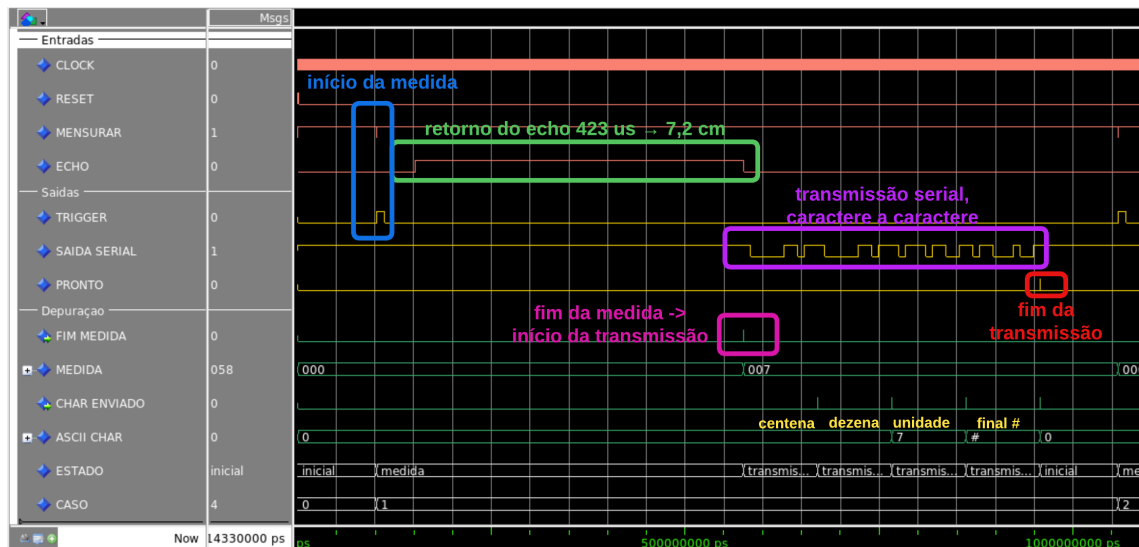 Msgs
Entradas
CLOCK 0
início da medida
RESET 0
MENSURAR 1
retorno do echo 423 us → 7,2 cm
ECHO 0
Saidas
transmissão serial,
caractere a caractere
TRIGGER 0
SAIDA SERIAL 1
PRONTO 0
Depuraçao
fim da medida ->
início da transmissão
fim da
transmissão
FIM MEDIDA 0
MEDIDA 058 000 007 00
CHAR ENVIADO 0
centena dezena unidade final #
ASCII CHAR 0 0 7 # 0
ESTADO inicial inicial medida transmis... transmis... transmis... transmis... inicial me
CASO 4 0 1 2
Now 14330000 ps ps 500000000 ps 1000000000 ps